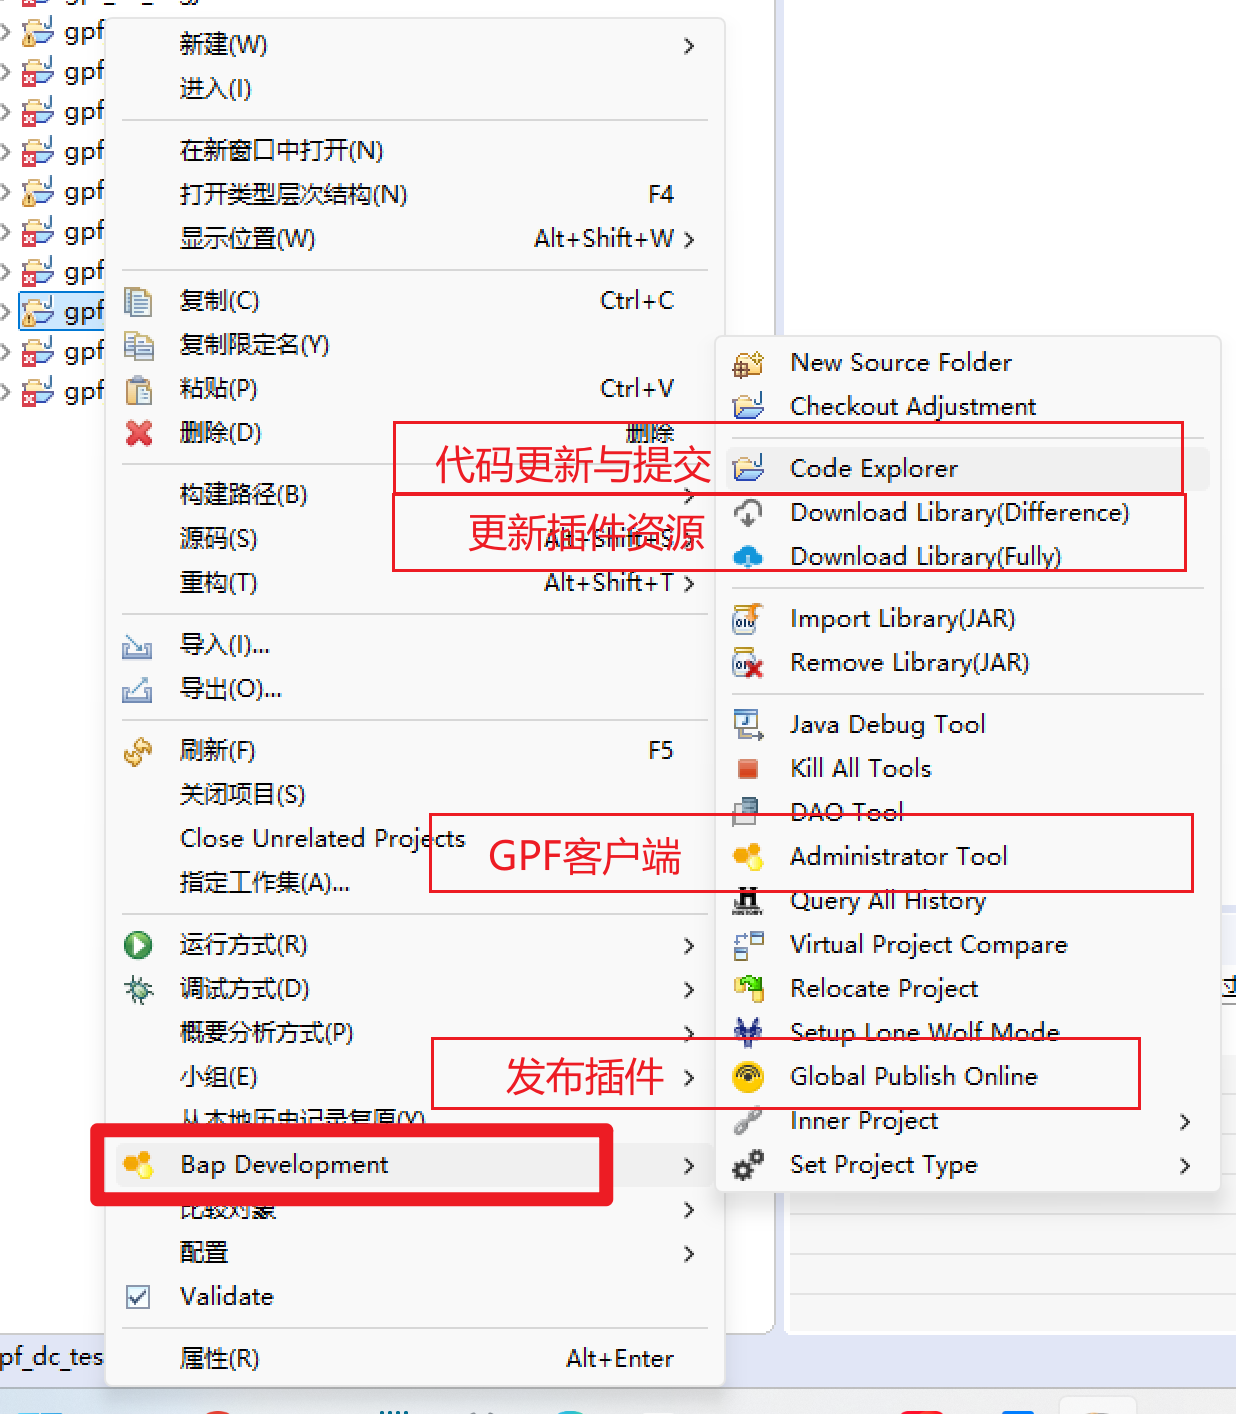 gpf
gpf
gpf
gpf
gpf
gpf
gpf
gpf
gpf
gpf
新建(W)
进入(I)
在新窗口中打开(N)
打开类型层次结构(N) F4
显示位置(W) Alt+Shift+W
复制(C) Ctrl+C
复制限定名(Y)
粘贴(P) Ctrl+V
删除(D) 删除
构建路径(B)
源码(S) Alt+Shift+S
重构(T) Alt+Shift+T
导入(I)...
导出(O)...
刷新(F) F5
关闭项目(S)
Close Unrelated Projects
指定工作集(A)...
运行方式(R)
调试方式(D)
概要分析方式(P)
小组(E)
从本地历史记录复原(Y)
Bap Development
比较对象
配置
Validate
属性(R) Alt+Enter
New Source Folder
Checkout Adjustment
代码更新与提交
Code Explorer
更新插件资源
Download Library(Difference)
Download Library(Fully)
Import Library(JAR)
Remove Library(JAR)
Java Debug Tool
Kill All Tools
DAO Tool
GPF客户端
Administrator Tool
Query All History
Virtual Project Compare
Relocate Project
Setup Lone Wolf Mode
发布插件
Global Publish Online
Inner Project
Set Project Type
pf_dc_tes